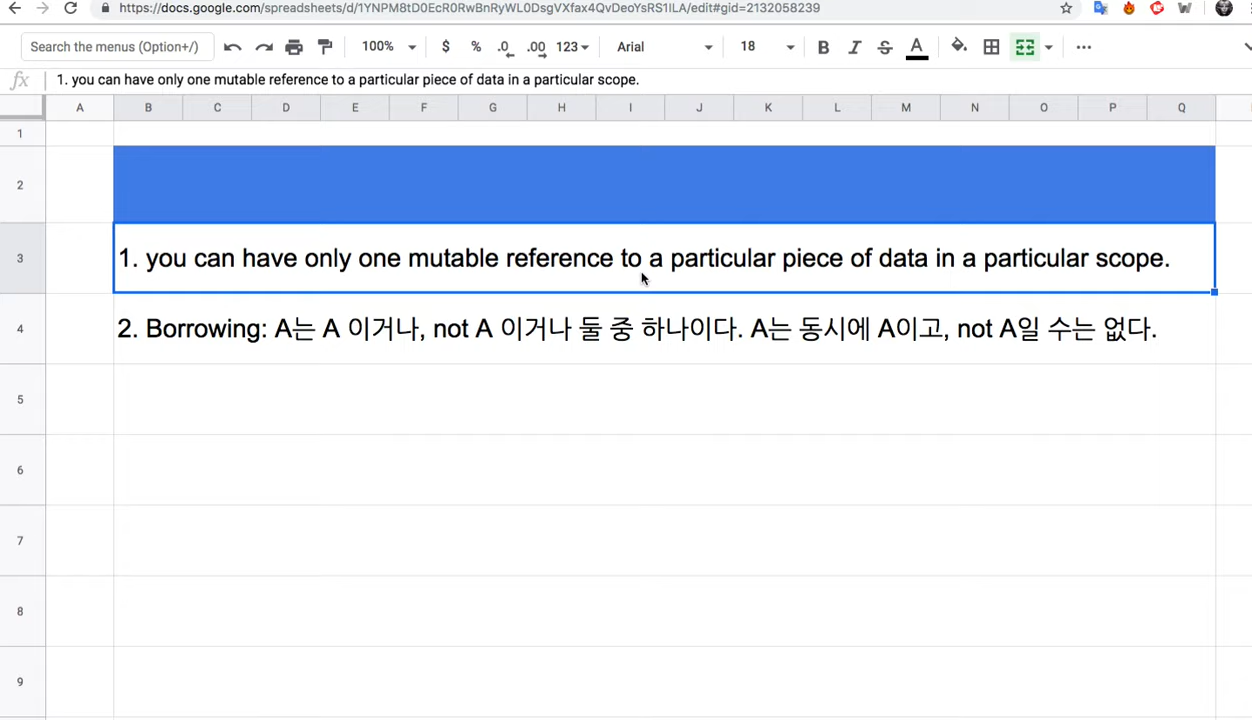 https://docs.google.com/spreadsheets/d/1YNPM8tD0EcR0RwBnRyWL0DsgVXfax4QvDeoYsRS1ILA/edit#gid=2132058239
Search the menus (Option+/) 100% $ % .0 .00 123 Arial 18 B I S A
fx 1. you can have only one mutable reference to a particular piece of data in a particular scope.
A B C D E F G H I J K L M N O P Q
1
2
3 1. you can have only one mutable reference to a particular piece of data in a particular scope.
4 2. Borrowing: A는 A 이거나, not A 이거나 둘 중 하나이다. A는 동시에 A이고, not A일 수는 없다.
5
6
7
8
9